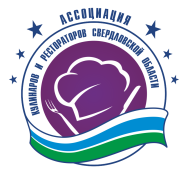 АССОЦИАЦИЯ
КУЛИНАРОВ И РЕСТОРАТОРОВ СВЕРДЛОВСКОЙ ОБЛАСТИ